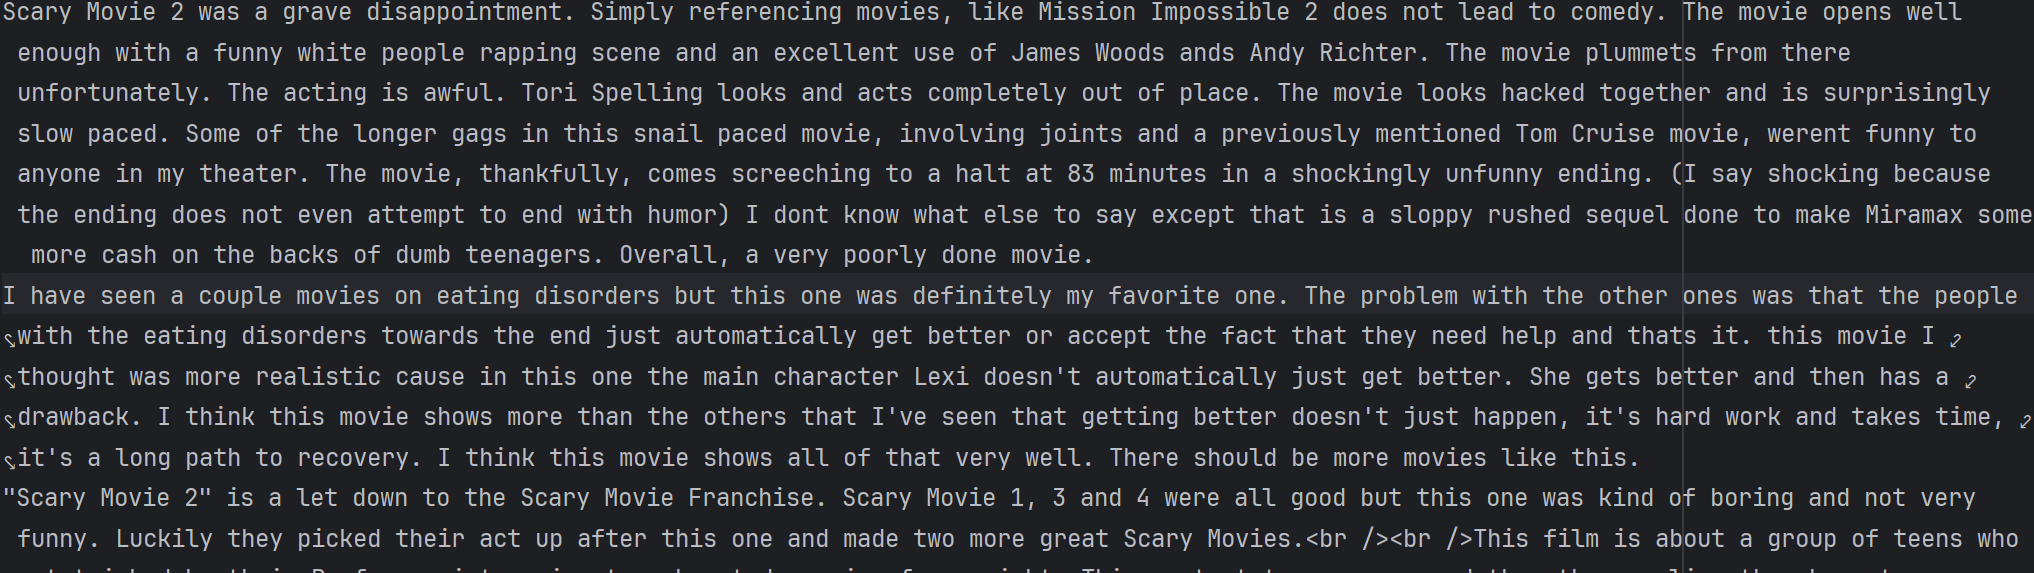 Scary Movie 2 was a grave disappointment. Simply referencing movies, like Mission Impossible 2 does not lead to comedy. The movie opens well
enough with a funny white people rapping scene and an excellent use of James Woods ands Andy Richter. The movie plummets from there
unfortunately. The acting is awful. Tori Spelling looks and acts completely out of place. The movie looks hacked together and is surprisingly
slow paced. Some of the longer gags in this snail paced movie, involving joints and a previously mentioned Tom Cruise movie, werent funny to
anyone in my theater. The movie, thankfully, comes screeching to a halt at 83 minutes in a shockingly unfunny ending. (I say shocking because
the ending does not even attempt to end with humor) I dont know what else to say except that is a sloppy rushed sequel done to make Miramax some
more cash on the backs of dumb teenagers. Overall, a very poorly done movie.
I have seen a couple movies on eating disorders but this one was definitely my favorite one. The problem with the other ones was that the people
with the eating disorders towards the end just automatically get better or accept the fact that they need help and thats it. this movie I
thought was more realistic cause in this one the main character Lexi doesn't automatically just get better. She gets better and then has a
drawback. I think this movie shows more than the others that I've seen that getting better doesn't just happen, it's hard work and takes time,
it's a long path to recovery. I think this movie shows all of that very well. There should be more movies like this.
"Scary Movie 2" is a let down to the Scary Movie Franchise. Scary Movie 1, 3 and 4 were all good but this one was kind of boring and not very
funny. Luckily they picked their act up after this one and made two more great Scary Movies.<br /><br />This film is about a group of teens who